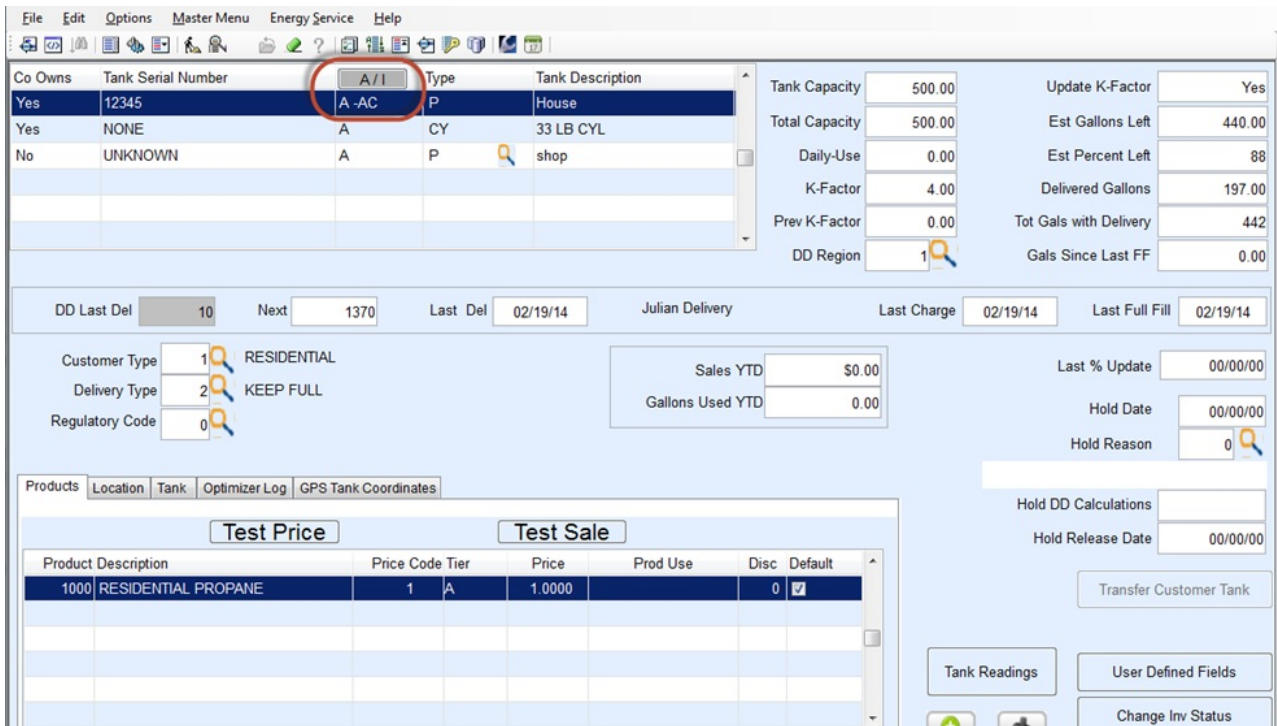 File Edit Options Master Menu Energy Service Help
Co Owns Tank Serial Number A / I Type Tank Description
Yes 12345 A -AC P House
Yes NONE A CY 33 LB CYL
No UNKNOWN A P shop
Tank Capacity 500.00 Update K-Factor Yes
Total Capacity 500.00 Est Gallons Left 440.00
Daily-Use 0.00 Est Percent Left 88
K-Factor 4.00 Delivered Gallons 197.00
Prev K-Factor 0.00 Tot Gals with Delivery 442
DD Region 1 Gals Since Last FF 0.00
DD Last Del 10 Next 1370 Last Del 02/19/14 Julian Delivery Last Charge 02/19/14 Last Full Fill 02/19/14
Customer Type 1 RESIDENTIAL
Delivery Type 2 KEEP FULL
Regulatory Code 0
Sales YTD $0.00
Gallons Used YTD 0.00
Last % Update 00/00/00
Hold Date 00/00/00
Hold Reason 0
Hold DD Calculations
Hold Release Date 00/00/00
Products Location Tank Optimizer Log GPS Tank Coordinates
Test Price Test Sale
Product Description Price Code Tier Price Prod Use Disc Default
1000 RESIDENTIAL PROPANE 1 A 1.0000 0
Transfer Customer Tank
Tank Readings User Defined Fields
Change Inv Status